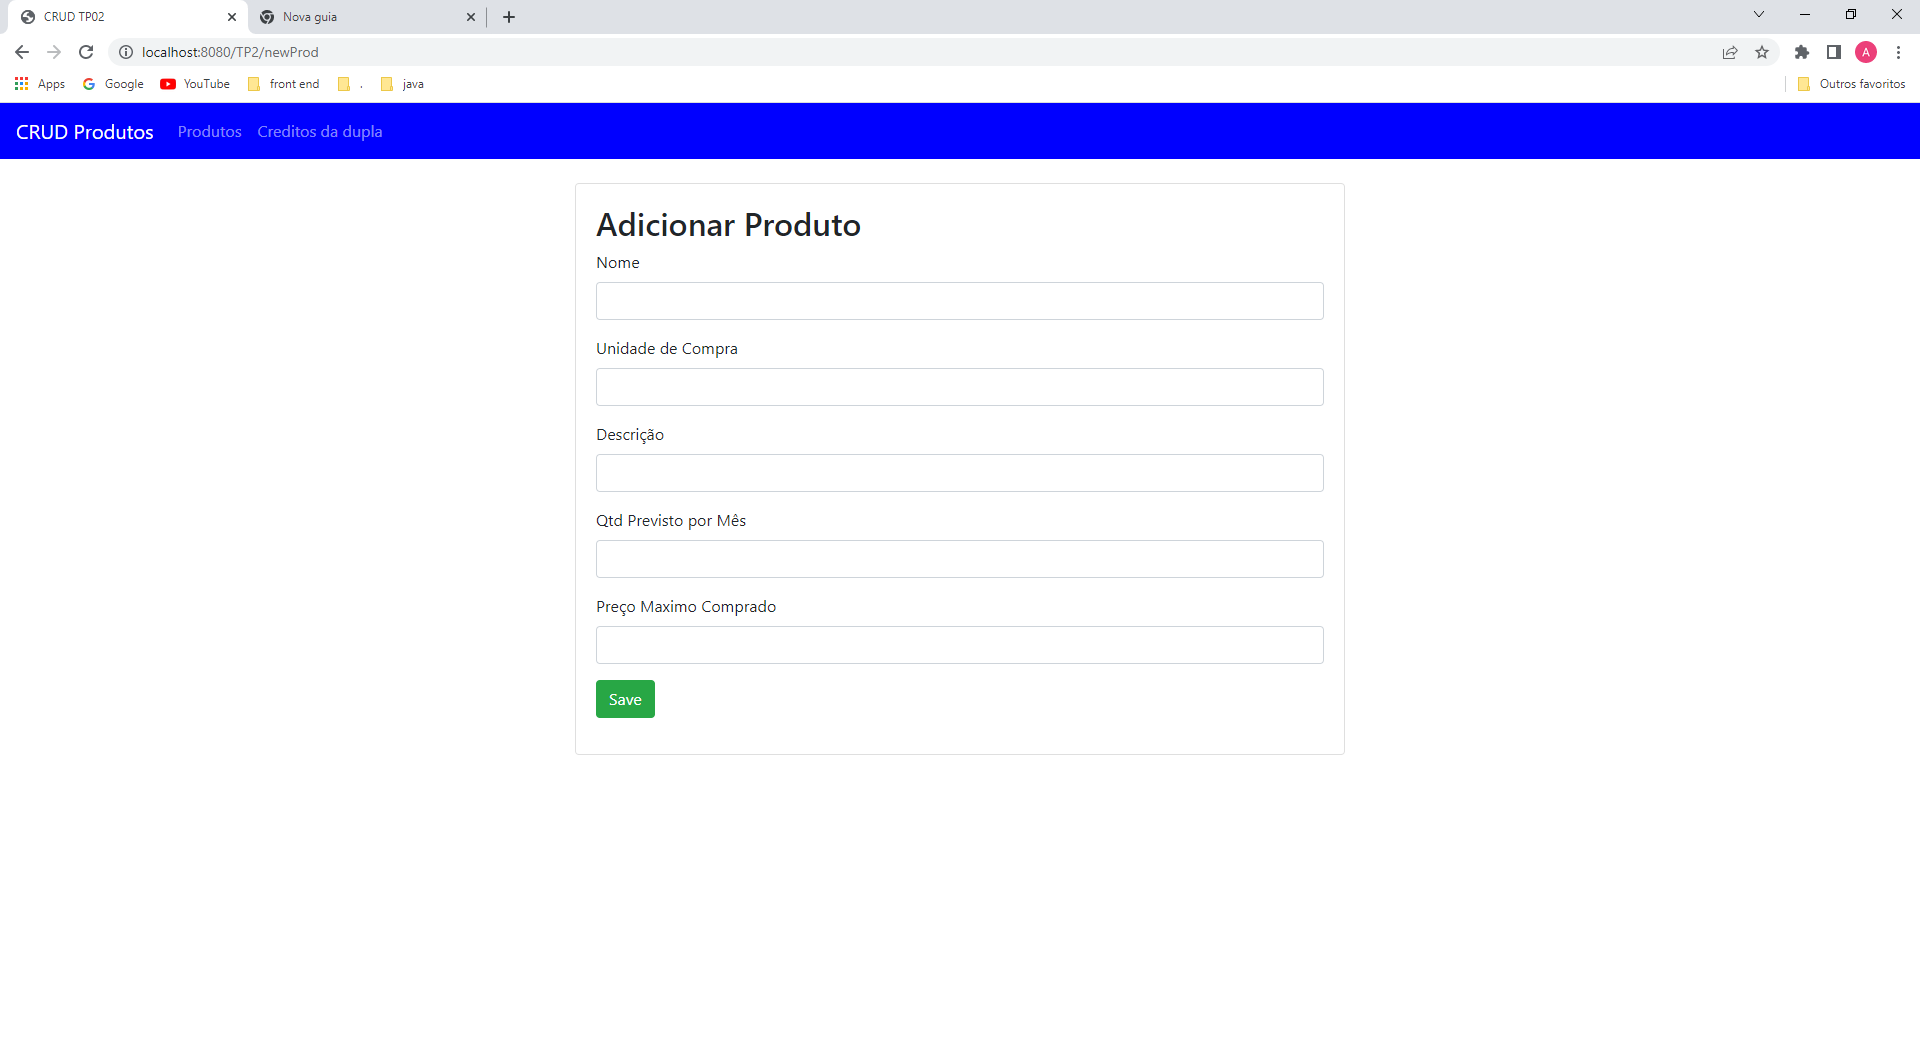 CRUD TP02
Nova guia
localhost:8080/TP2/newProd
A
Apps
Google
YouTube
front end
.
java
Outros favoritos
CRUD Produtos
Produtos
Creditos da dupla
Adicionar Produto
Nome
Unidade de Compra
Descrição
Qtd Previsto por Mês
Preço Maximo Comprado
Save